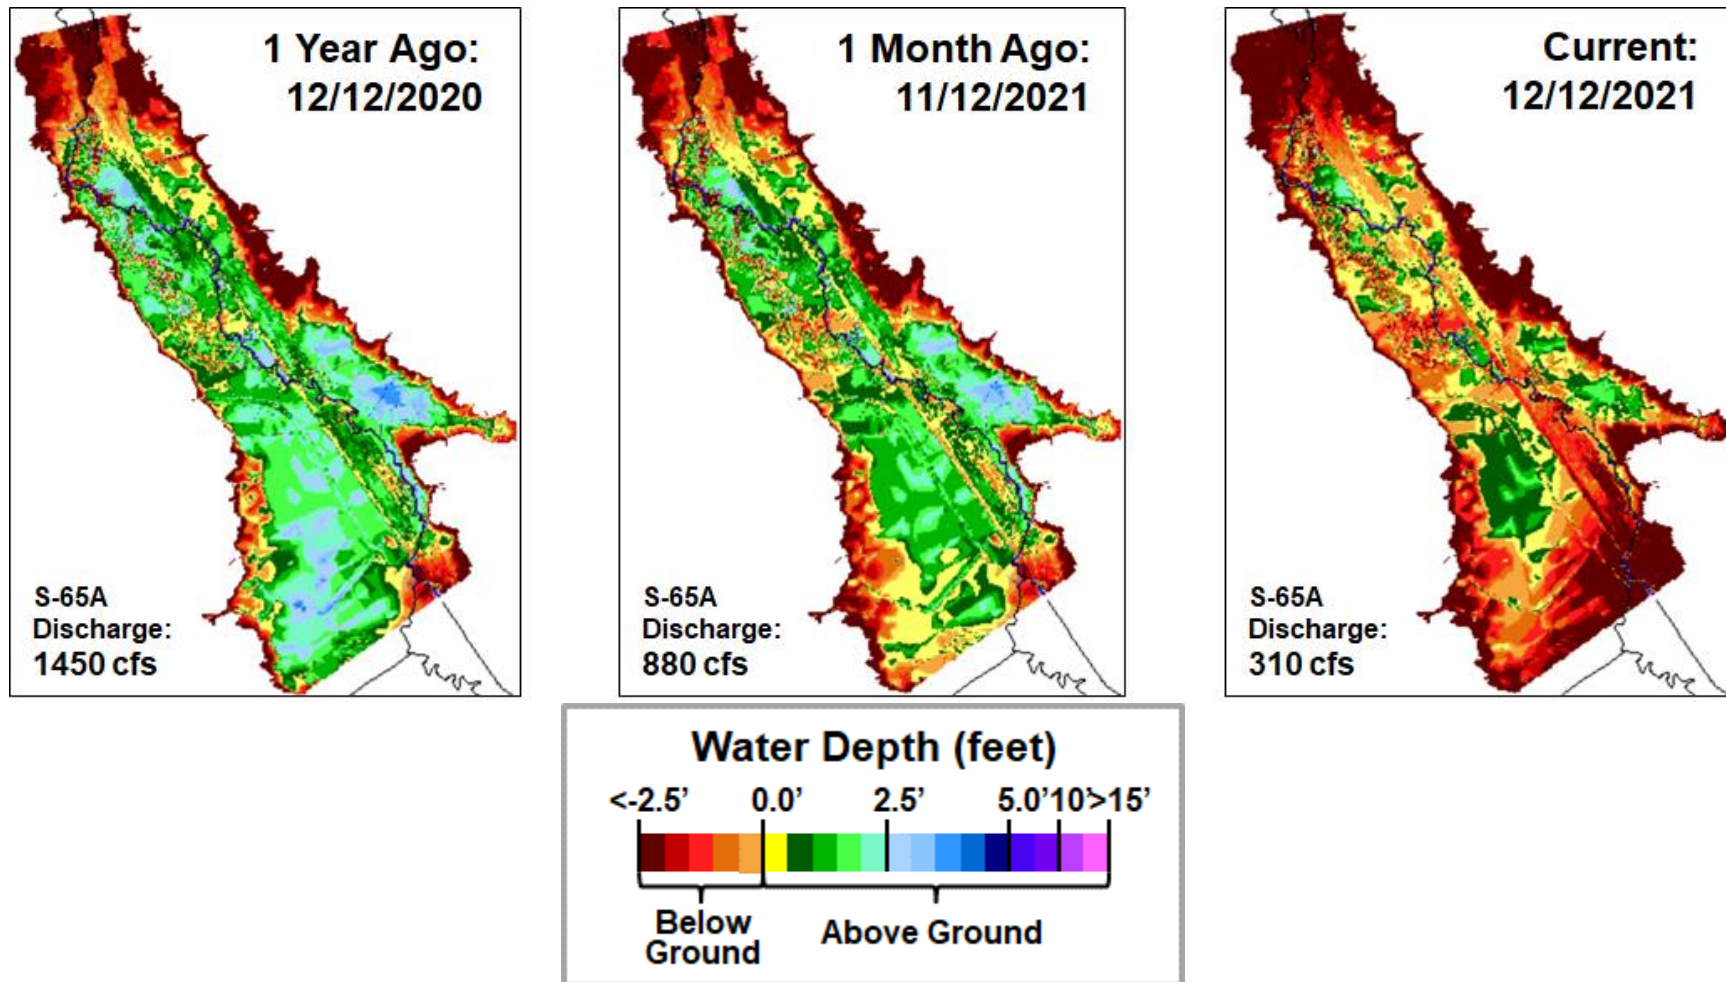 1 Year Ago:
12/12/2020
S-65A
Discharge:
1450 cfs
1 Month Ago:
11/12/2021
S-65A
Discharge:
880 cfs
Current:
12/12/2021
S-65A
Discharge:
310 cfs
Water Depth (feet)
<-2.5’ 0.0’ 2.5’ 5.0’10’>15’
Below
Ground
Above Ground